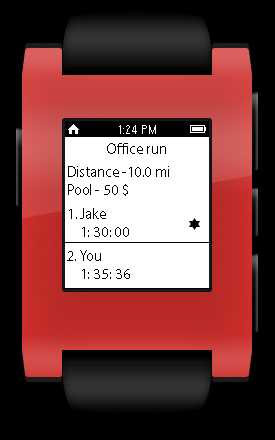 1:24 PM
Office run
Distance - 10.0 mi
Pool - 50 $
1. Jake
1: 30: 00
2. You
1: 35: 36